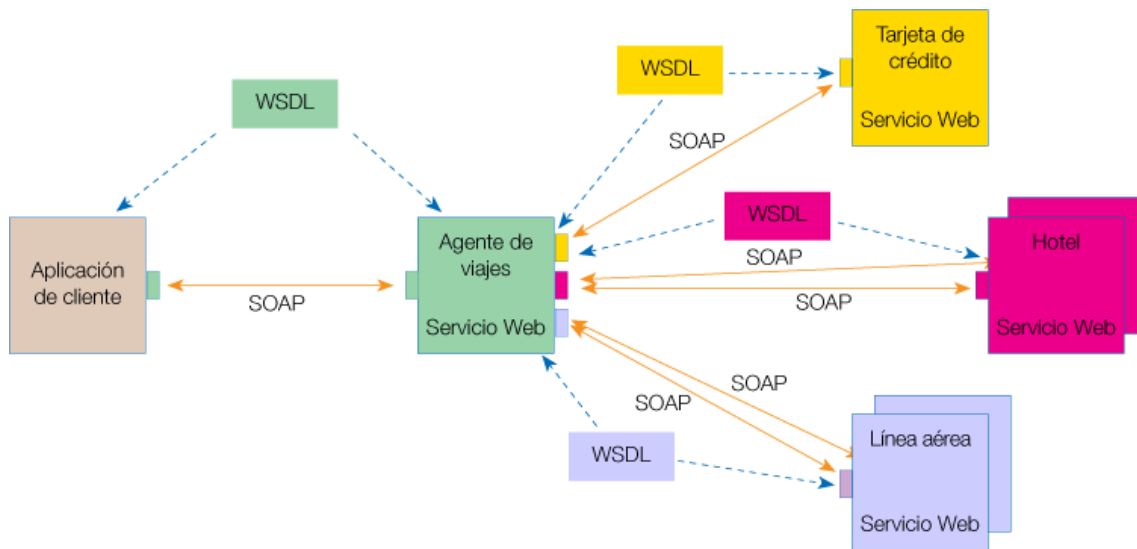 Tarjeta de
crédito
Servicio Web
WSDL
WSDL
SOAP
WSDL
Hotel
Servicio Web
SOAP
SOAP
Aplicación
de cliente
SOAP
Agente de
viajes
Servicio Web
SOAP
SOAP
WSDL
Línea aérea
Servicio Web